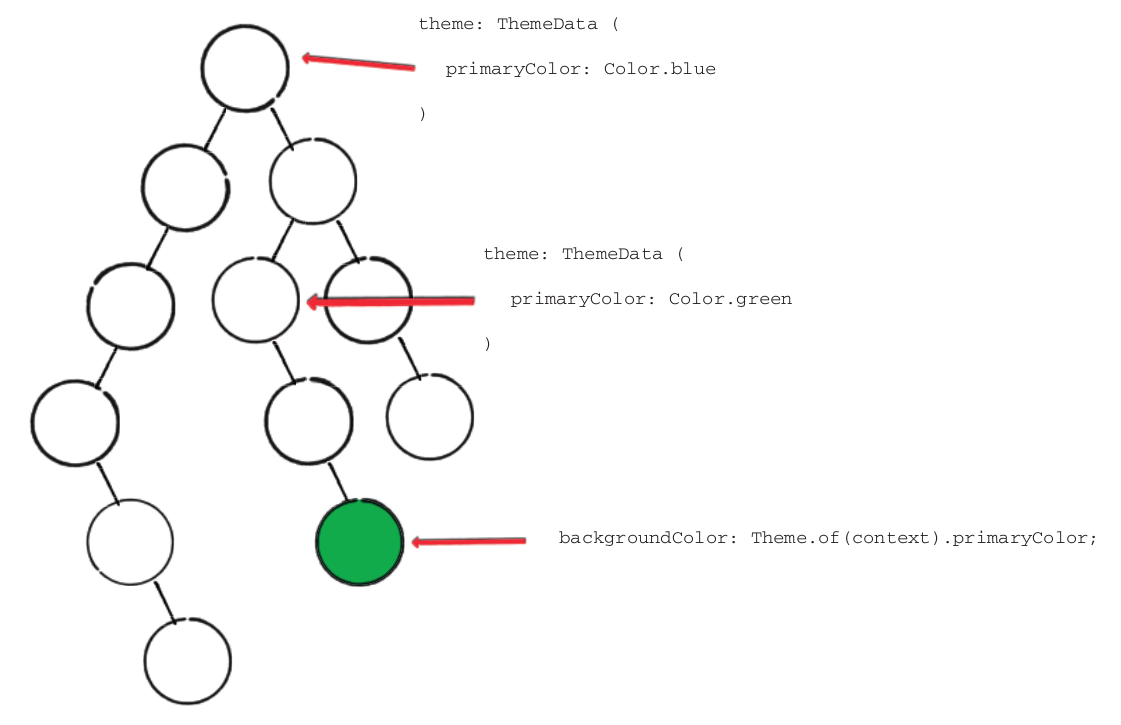 theme: ThemeData (
primaryColor: Color.blue
)
theme: ThemeData (
primaryColor: Color.green
)
backgroundColor: Theme.of(context).primaryColor;